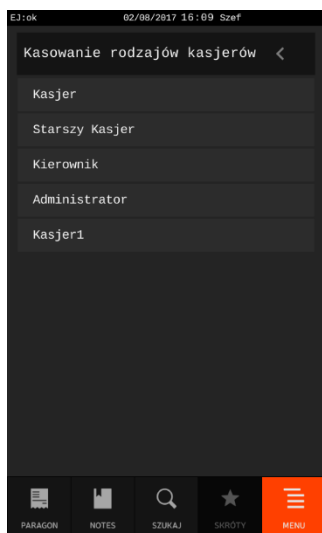 EJ:ok 02/08/2017 16:09 Szef
Kasowanie rodzajów kasjerów
Kasjer
Starszy Kasjer
Kierownik
Administrator
Kasjer1
PARAGON NOTES SZUKAJ SKRÓTY MENU